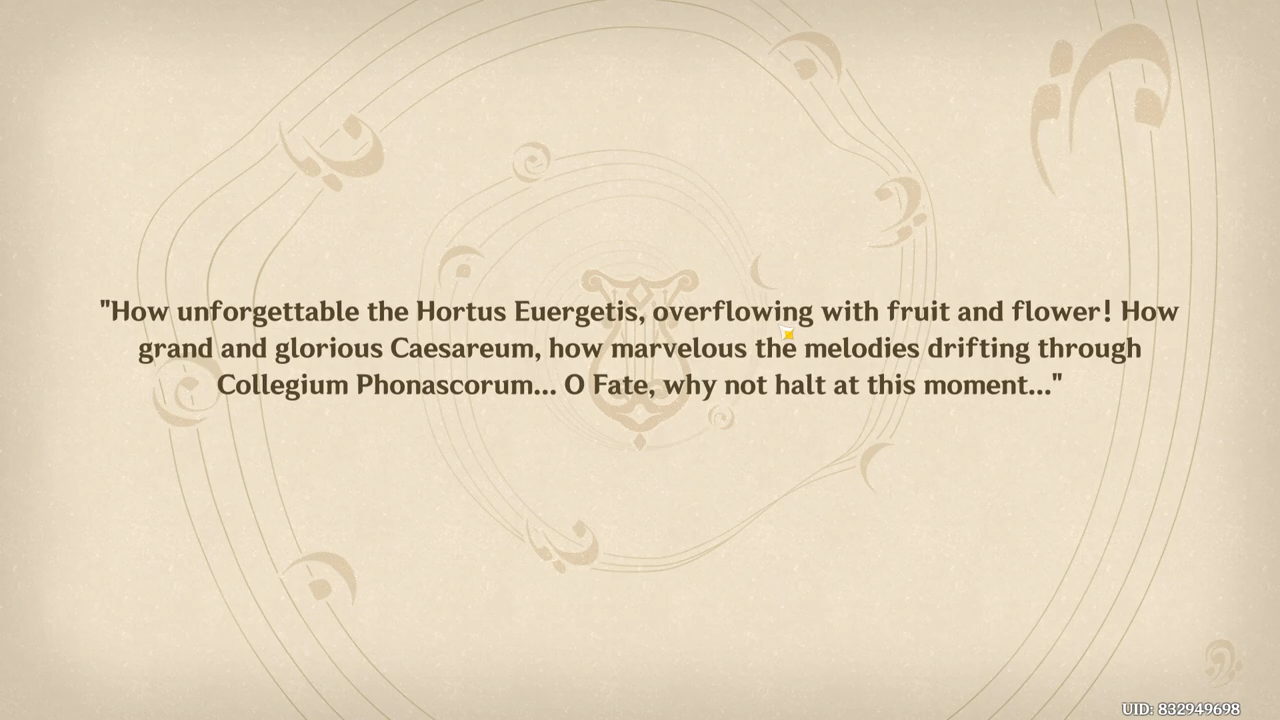 "How unforgettable the Hortus Euergetis, overflowing with fruit and flower! How
grand and glorious Caesareum, how marvelous the melodies drifting through
Collegium Phonascorum... O Fate, why not halt at this moment..."
UID: 832949698